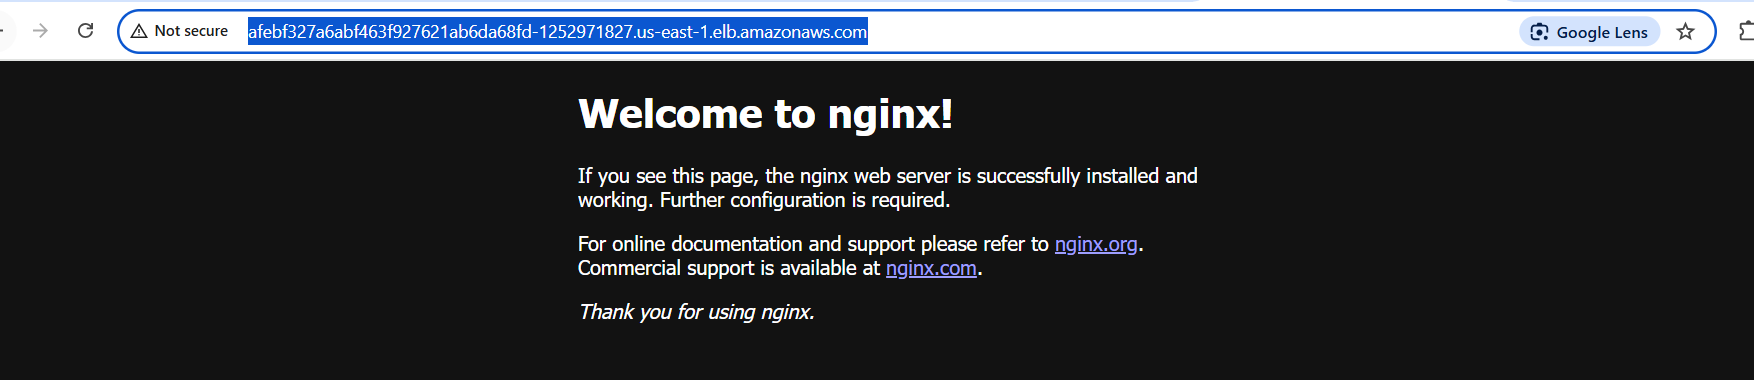 Not secure afebf327a6abf463f927621ab6da68fd-1252971827.us-east-1.elb.amazonaws.com Google Lens
Welcome to nginx!
If you see this page, the nginx web server is successfully installed and
working. Further configuration is required.
For online documentation and support please refer to nginx.org.
Commercial support is available at nginx.com.
Thank you for using nginx.